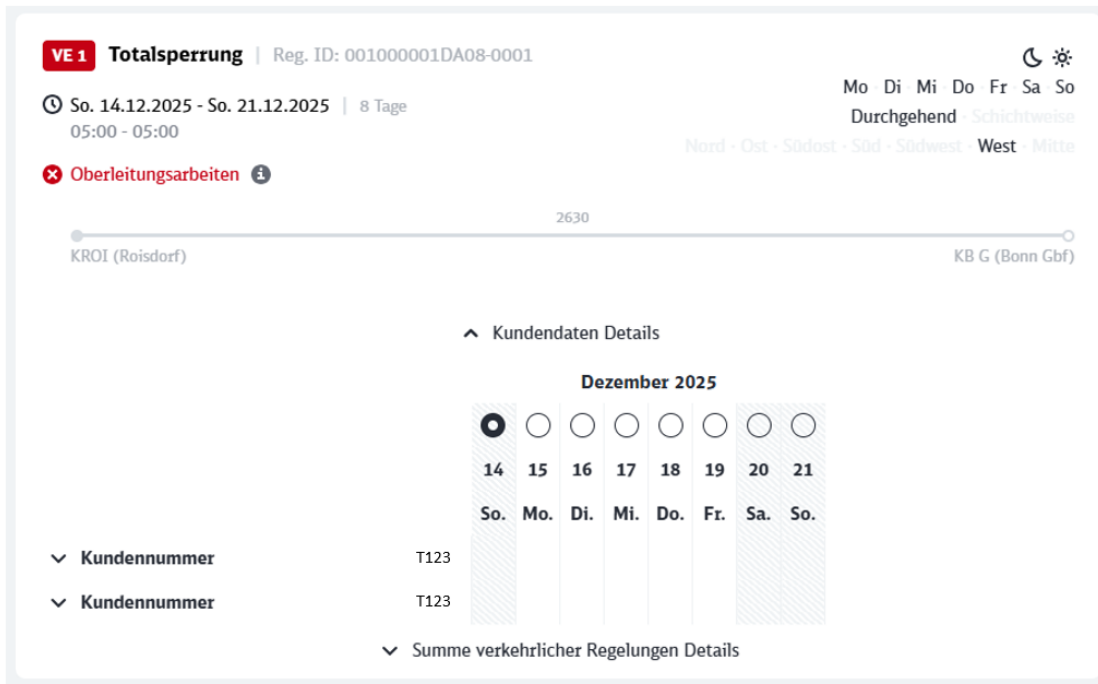 VE 1 Totalsperrung | Reg. ID: 001000001DA08-0001
Mo · Di · Mi · Do · Fr · Sa · So
So. 14.12.2025 - So. 21.12.2025 | 8 Tage
Durchgehend · Schichtweise
05:00 - 05:00
Nord · Ost · Südost · Süd · Südwest · West · Mitte
Oberleitungsarbeiten
2630
KROI (Roisdorf) KB G (Bonn Gbf)
Kundendaten Details
Dezember 2025
14 15 16 17 18 19 20 21
So. Mo. Di. Mi. Do. Fr. Sa. So.
Kundennummer T123
Kundennummer T123
Summe verkehrlicher Regelungen Details